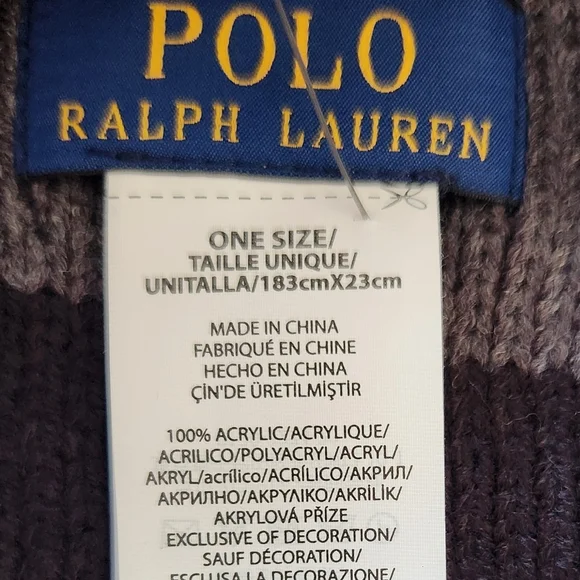 POLO
RALPH LAUREN
ONE SIZE/
TAILLE UNIQUE/
UNITALLA/183cmX23cm
MADE IN CHINA
FABRIQUÉ EN CHINE
HECHO EN CHINA
ÇİN'DE ÜRETİLMİŞTİR
100% ACRYLIC/ACRYLIQUE/
ACRILICO/POLYACRYL/ACRYL/
AKRYL/acrílico/ACRÍLICO/АКРИЛ/
АКРИЛНО/ΑΚΡΥΛΙΚΟ/AKRİLİK/
AKRYLOVÁ PŘÍZE
EXCLUSIVE OF DECORATION/
SAUF DÉCORATION/
ESCLUSA LA DECORAZIONE/